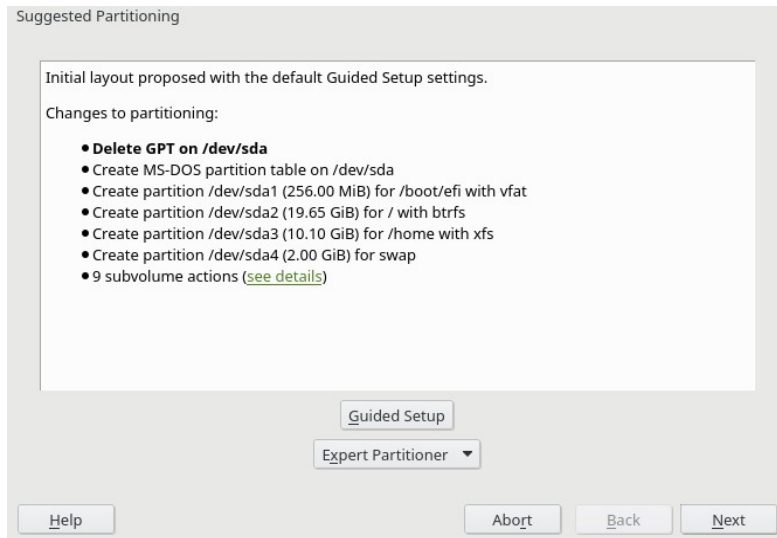 Suggested Partitioning
Initial layout proposed with the default Guided Setup settings.
Changes to partitioning:
Delete GPT on /dev/sda
Create MS-DOS partition table on /dev/sda
Create partition /dev/sda1 (256.00 MiB) for /boot/efi with vfat
Create partition /dev/sda2 (19.65 GiB) for / with btrfs
Create partition /dev/sda3 (10.10 GiB) for /home with xfs
Create partition /dev/sda4 (2.00 GiB) for swap
9 subvolume actions (see details)
Guided Setup
Expert Partitioner
Help Abort Back Next